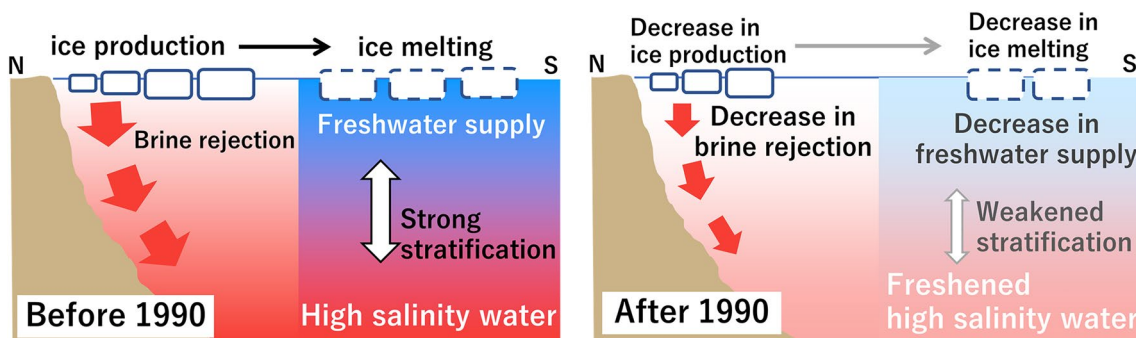 ice production
ice melting
N
S
Freshwater supply
Brine rejection
Strong
stratification
High salinity water
Before 1990
Decrease in
ice production
Decrease in
ice melting
N
S
Decrease in
brine rejection
Decrease in
freshwater supply
Weakened
stratification
Freshened
high salinity water
After 1990